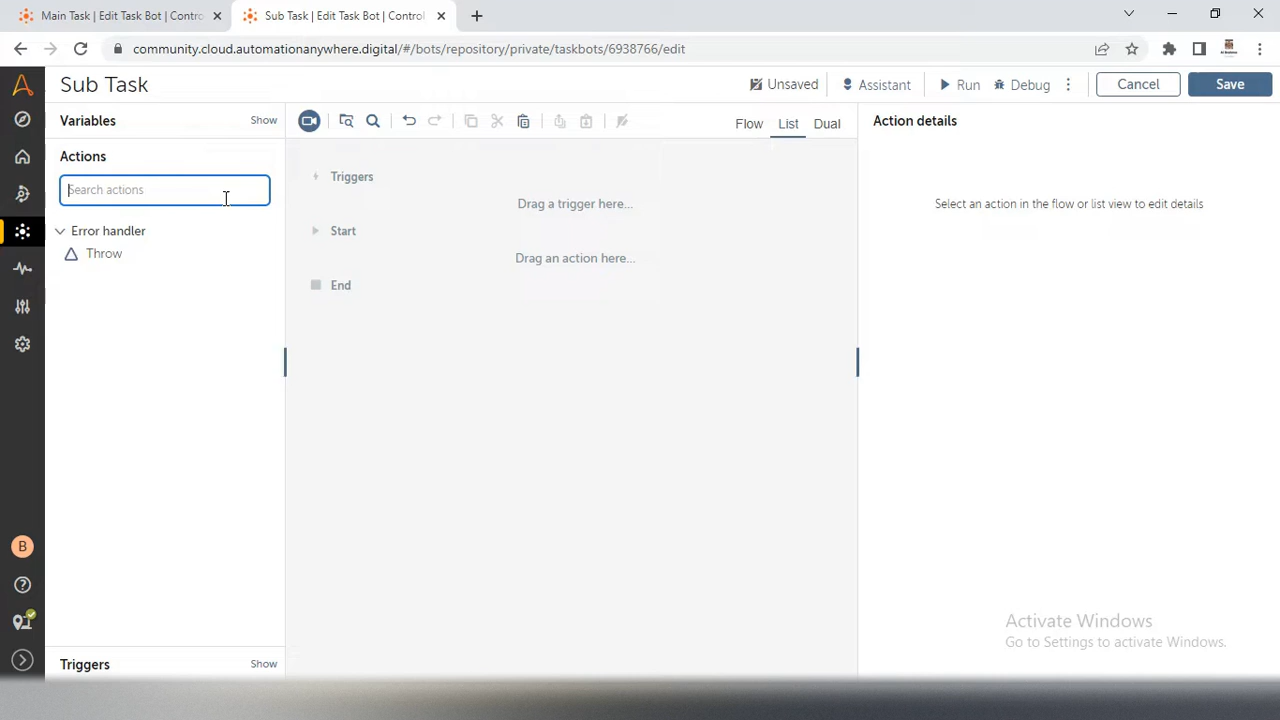 Main Task | Edit Task Bot | Contro
Sub Task | Edit Task Bot | Control
community.cloud.automationanywhere.digital/#/bots/repository/private/taskbots/6938766/edit
Sub Task
Unsaved
Assistant
Run
Debug
Cancel
Save
Variables
Show
Flow
List
Dual
Action details
Actions
Search actions
Triggers
Drag a trigger here...
Select an action in the flow or list view to edit details
Error handler
Start
Throw
Drag an action here...
End
B
Activate Windows
Go to Settings to activate Windows.
Triggers
Show